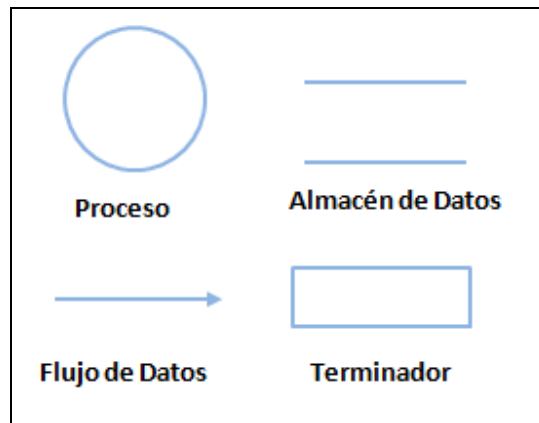 Proceso
Almacén de Datos
Flujo de Datos
Terminador